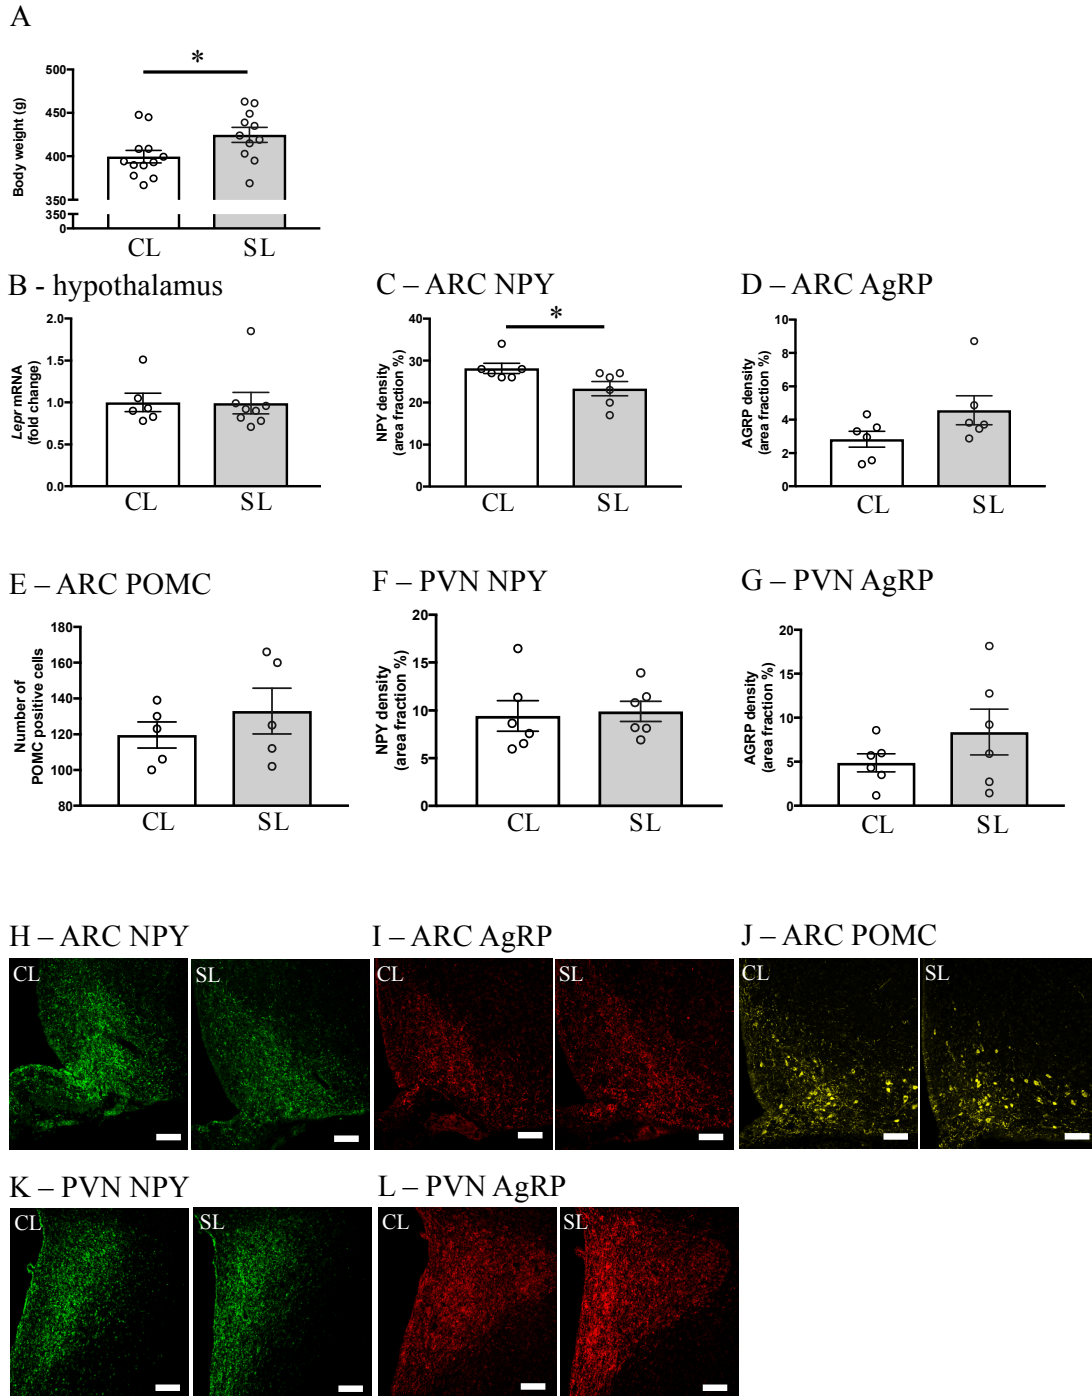 A
*
Body weight (g)
500
450
400
350
350
0
CL SL
B - hypothalamus
Lepr mRNA
(fold change)
2.0
1.5
1.0
0.5
0.0
CL SL
C – ARC NPY
*
NPY density
(area fraction %)
40
30
20
10
0
CL SL
D – ARC AgRP
AGRP density
(area fraction %)
10
8
6
4
2
0
CL SL
E – ARC POMC
Number of
POMC positive cells
180
160
140
120
100
80
CL SL
F – PVN NPY
NPY density
(area fraction %)
20
15
10
5
0
CL SL
G – PVN AgRP
AGRP density
(area fraction %)
20
15
10
5
0
CL SL
H – ARC NPY
CL SL
I – ARC AgRP
CL SL
J – ARC POMC
CL SL
K – PVN NPY
CL SL
L – PVN AgRP
CL SL